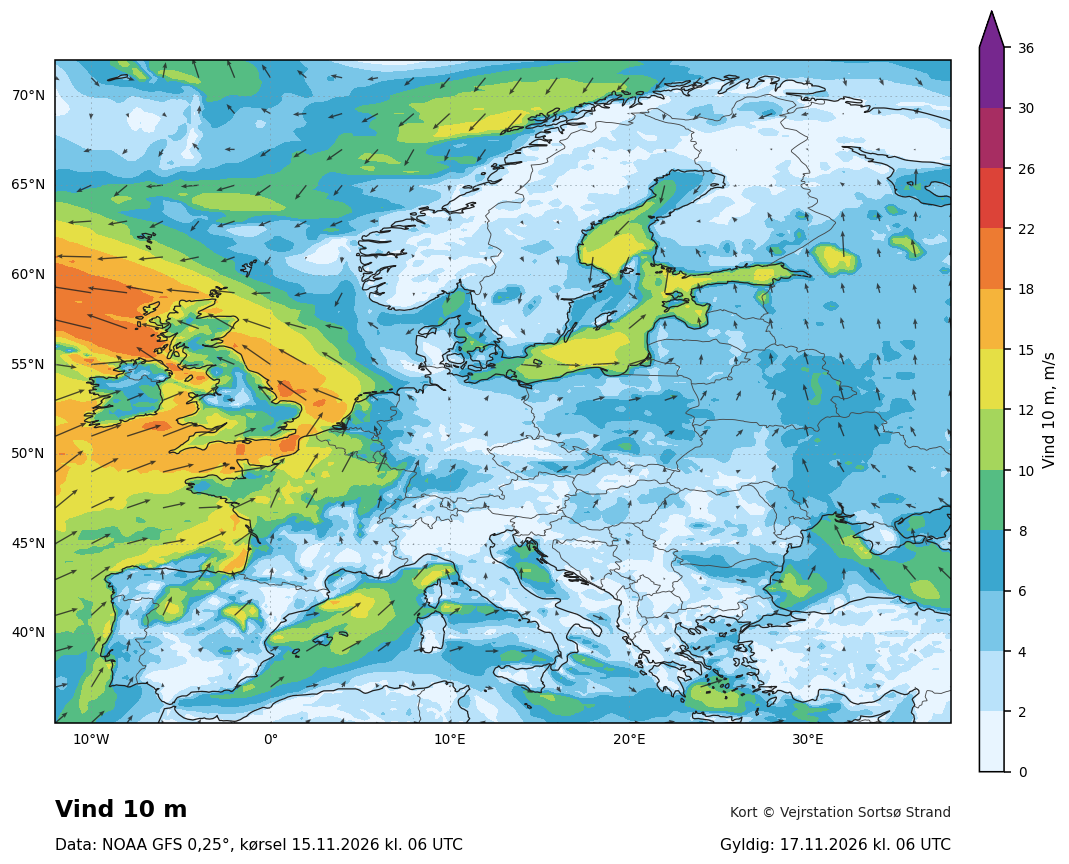 36
30
26
22
18
15
12
10
8
6
4
2
0
Vind 10 m, m/s
70°N
65°N
60°N
55°N
50°N
45°N
40°N
10°W
0°
10°E
20°E
30°E
Vind 10 m
Kort © Vejrstation Sortsø Strand
Data: NOAA GFS 0,25°, kørsel 15.11.2026 kl. 06 UTC
Gyldig: 17.11.2026 kl. 06 UTC